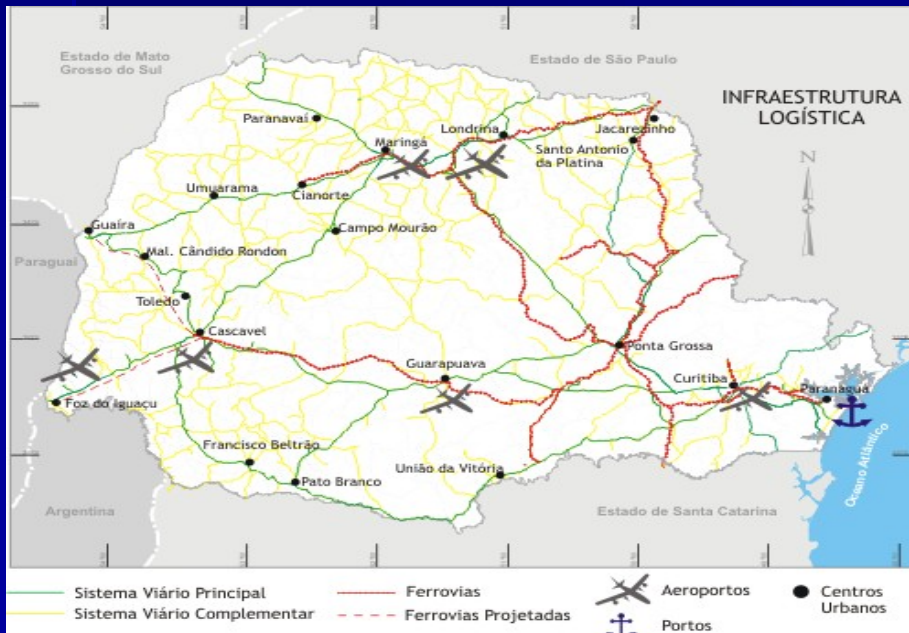 Estado de Mato
Grosso do Sul
Estado de São Paulo
INFRAESTRUTURA
LOGÍSTICA
N
Paranavaí
Londrina
Jacarezinho
Maringá
Santo Antonio
da Platina
Umuarama
Cianorte
Guaíra
Campo Mourão
Mal. Cândido Rondon
Paraguai
Toledo
Cascavel
Ponta Grossa
Guarapuava
Curitiba
Paranaguá
Foz do Iguaçu
Francisco Beltrão
União da Vitória
Pato Branco
Oceano Atlântico
Argentina
Estado de Santa Catarina
Sistema Viário Principal
Ferrovias
Aeroportos
Centros
Urbanos
Sistema Viário Complementar
Ferrovias Projetadas
Portos